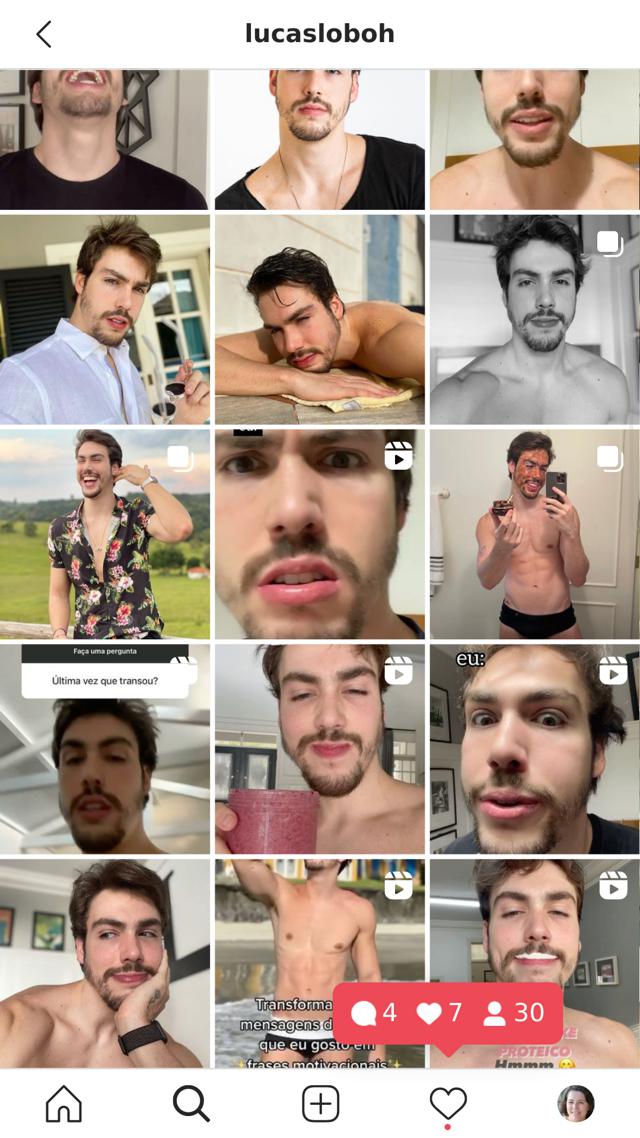 lucasloboh
Faça uma pergunta
Última vez que transou?
eu:
Transforma
mensagens d
que eu gosto em
✨frases motivacionais✨
PROTEICO
Hmmm 😋
4 7 30